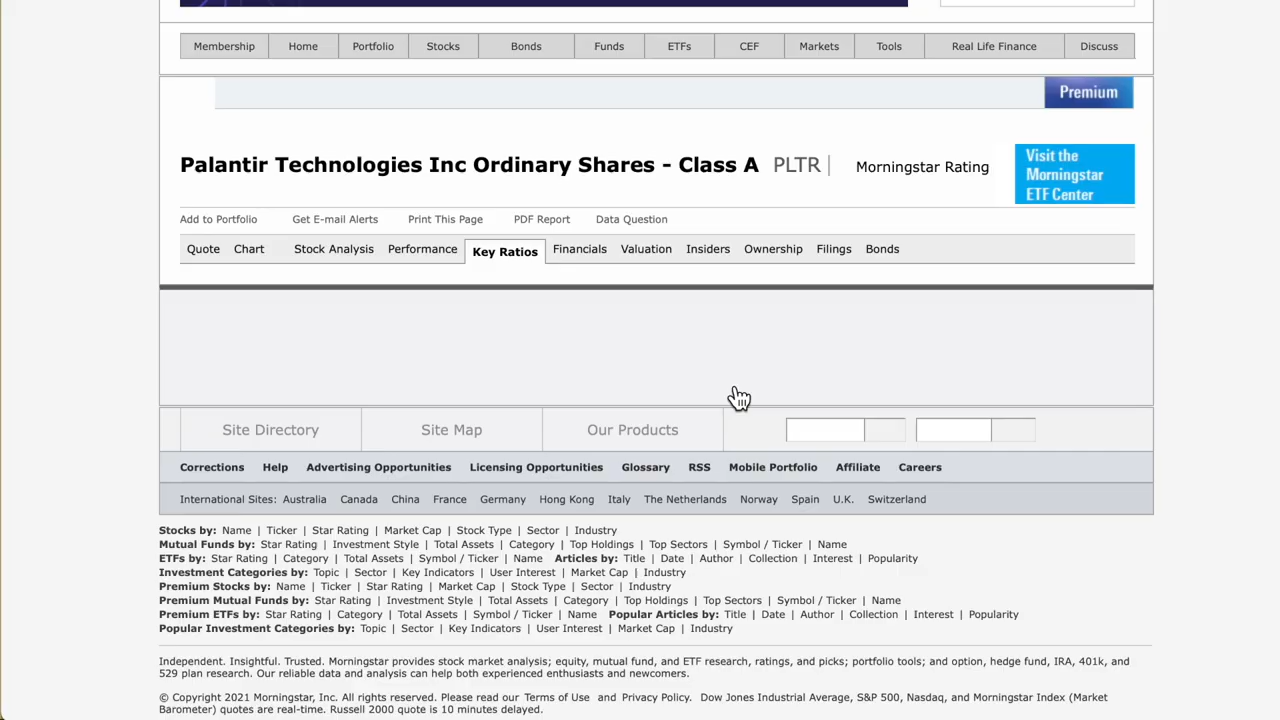 Membership Home Portfolio Stocks Bonds Funds ETFs CEF Markets Tools Real Life Finance Discuss
Premium
Palantir Technologies Inc Ordinary Shares - Class A PLTR | Morningstar Rating
Visit the
Morningstar
ETF Center
Add to Portfolio Get E-mail Alerts Print This Page PDF Report Data Question
Quote Chart Stock Analysis Performance Key Ratios Financials Valuation Insiders Ownership Filings Bonds
Site Directory Site Map Our Products
Corrections Help Advertising Opportunities Licensing Opportunities Glossary RSS Mobile Portfolio Affiliate Careers
International Sites: Australia Canada China France Germany Hong Kong Italy The Netherlands Norway Spain U.K. Switzerland
Stocks by: Name | Ticker | Star Rating | Market Cap | Stock Type | Sector | Industry
Mutual Funds by: Star Rating | Investment Style | Total Assets | Category | Top Holdings | Top Sectors | Symbol / Ticker | Name
ETFs by: Star Rating | Category | Total Assets | Symbol / Ticker | Name Articles by: Title | Date | Author | Collection | Interest | Popularity
Investment Categories by: Topic | Sector | Key Indicators | User Interest | Market Cap | Industry
Premium Stocks by: Name | Ticker | Star Rating | Market Cap | Stock Type | Sector | Industry
Premium Mutual Funds by: Star Rating | Investment Style | Total Assets | Category | Top Holdings | Top Sectors | Symbol / Ticker | Name
Premium ETFs by: Star Rating | Category | Total Assets | Symbol / Ticker | Name Popular Articles by: Title | Date | Author | Collection | Interest | Popularity
Popular Investment Categories by: Topic | Sector | Key Indicators | User Interest | Market Cap | Industry
Independent. Insightful. Trusted. Morningstar provides stock market analysis; equity, mutual fund, and ETF research, ratings, and picks; portfolio tools; and option, hedge fund, IRA, 401k, and
529 plan research. Our reliable data and analysis can help both experienced enthusiasts and newcomers.
© Copyright 2021 Morningstar, Inc. All rights reserved. Please read our Terms of Use and Privacy Policy. Dow Jones Industrial Average, S&P 500, Nasdaq, and Morningstar Index (Market
Barometer) quotes are real-time. Russell 2000 quote is 10 minutes delayed.